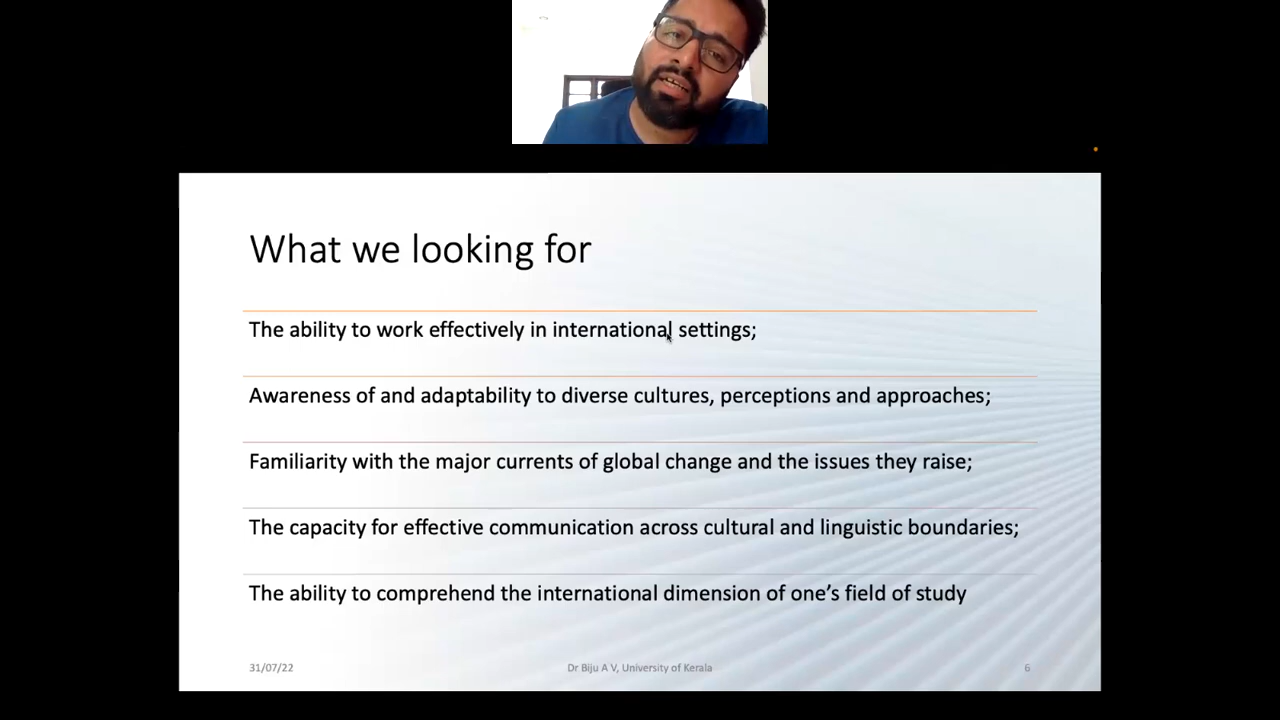 What we looking for
The ability to work effectively in international settings;
Awareness of and adaptability to diverse cultures, perceptions and approaches;
Familiarity with the major currents of global change and the issues they raise;
The capacity for effective communication across cultural and linguistic boundaries;
The ability to comprehend the international dimension of one’s field of study
31/07/22
Dr Biju A V, University of Kerala
6